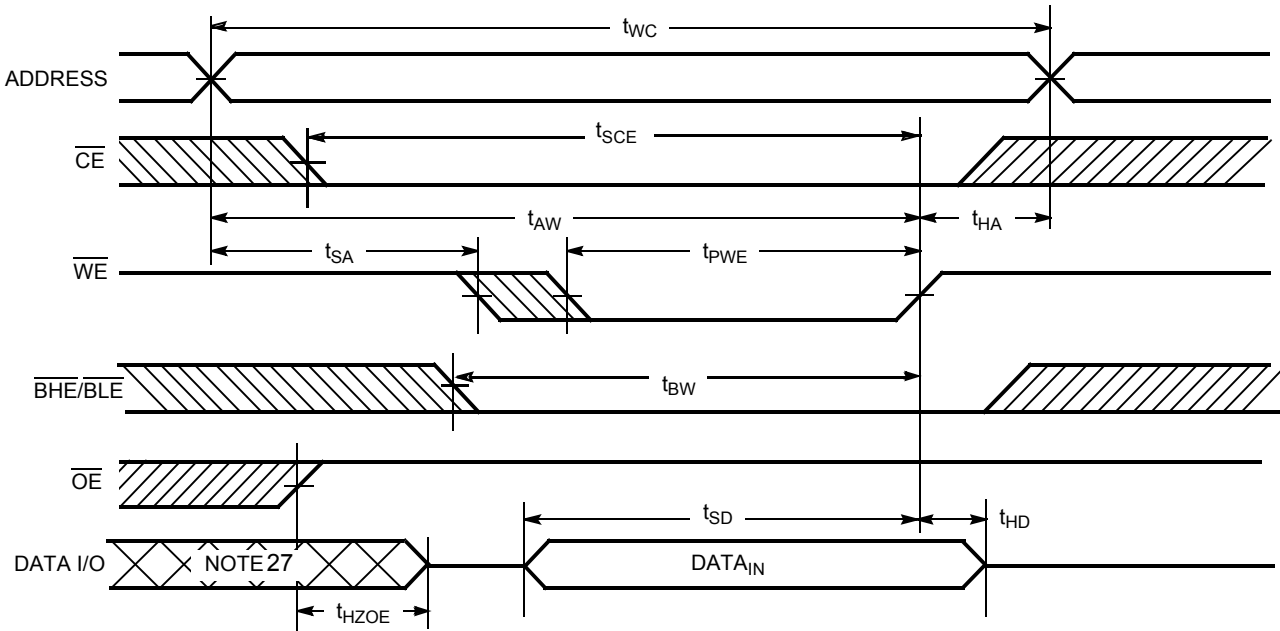 tWC
ADDRESS
tSCE
CE
tAW
tHA
tSA
tPWE
WE
BHE/BLE
tBW
OE
tSD
tHD
DATA I/O
NOTE 27
DATAIN
tHZOE